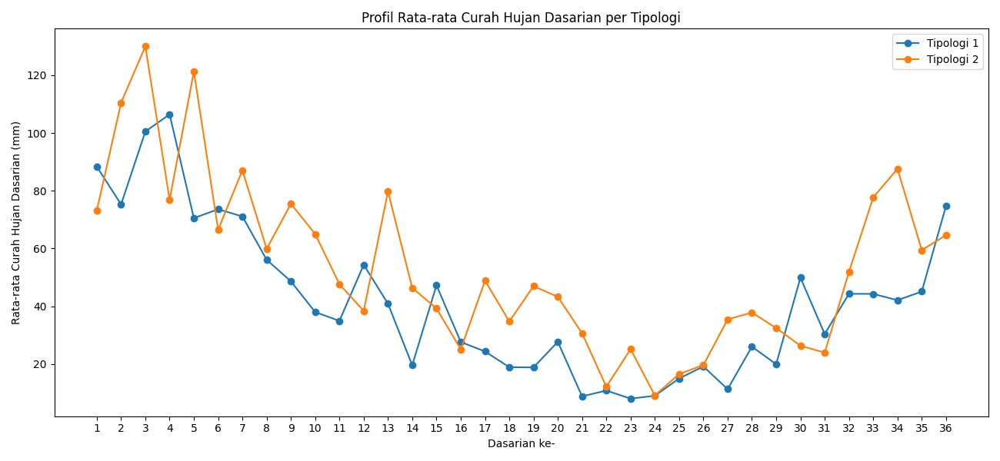 Profil Rata-rata Curah Hujan Dasarian per Tipologi
Tipologi 1
Tipologi 2
Rata-rata Curah Hujan Dasarian (mm)
120
100
80
60
40
20
1 2 3 4 5 6 7 8 9 10 11 12 13 14 15 16 17 18 19 20 21 22 23 24 25 26 27 28 29 30 31 32 33 34 35 36
Dasarian ke-